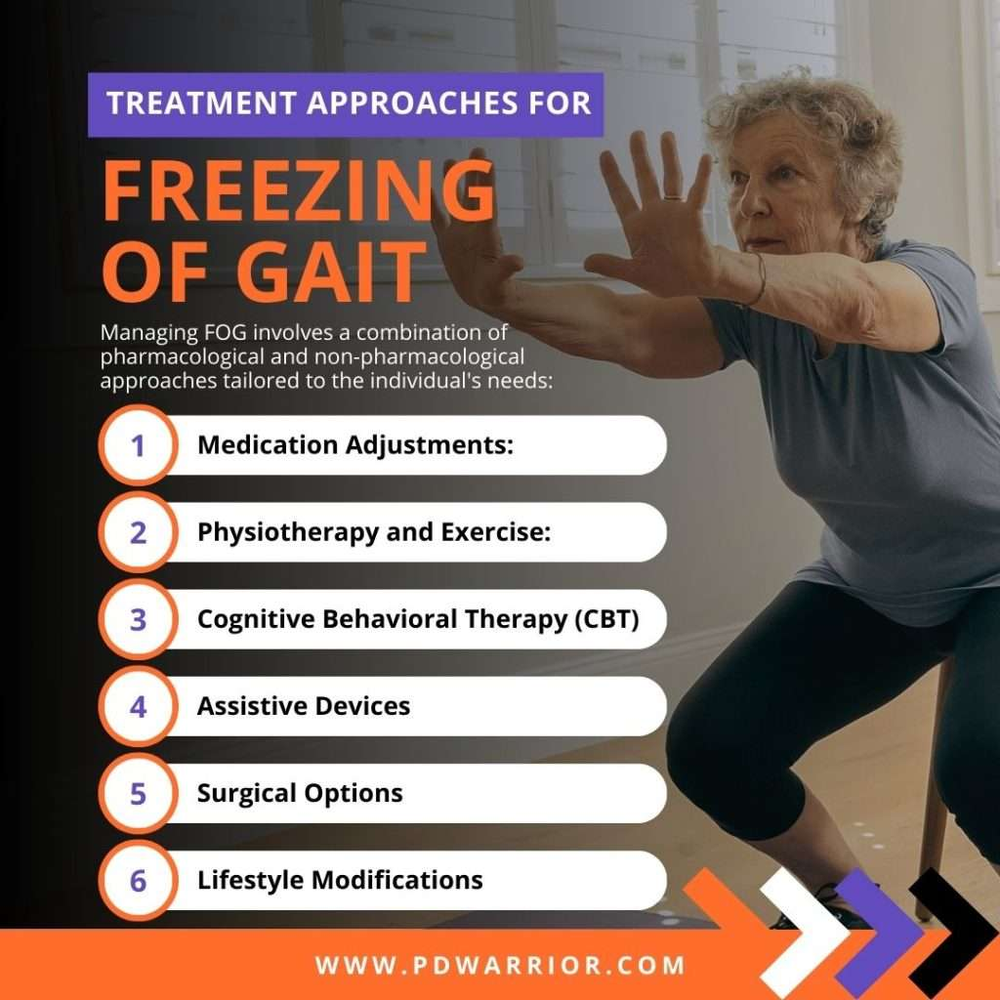 TREATMENT APPROACHES FOR
FREEZING
OF GAIT
Managing FOG involves a combination of
pharmacological and non-pharmacological
approaches tailored to the individual's needs:
1 Medication Adjustments:
2 Physiotherapy and Exercise:
3 Cognitive Behavioral Therapy (CBT)
4 Assistive Devices
5 Surgical Options
6 Lifestyle Modifications
WWW.PDWARRIOR.COM